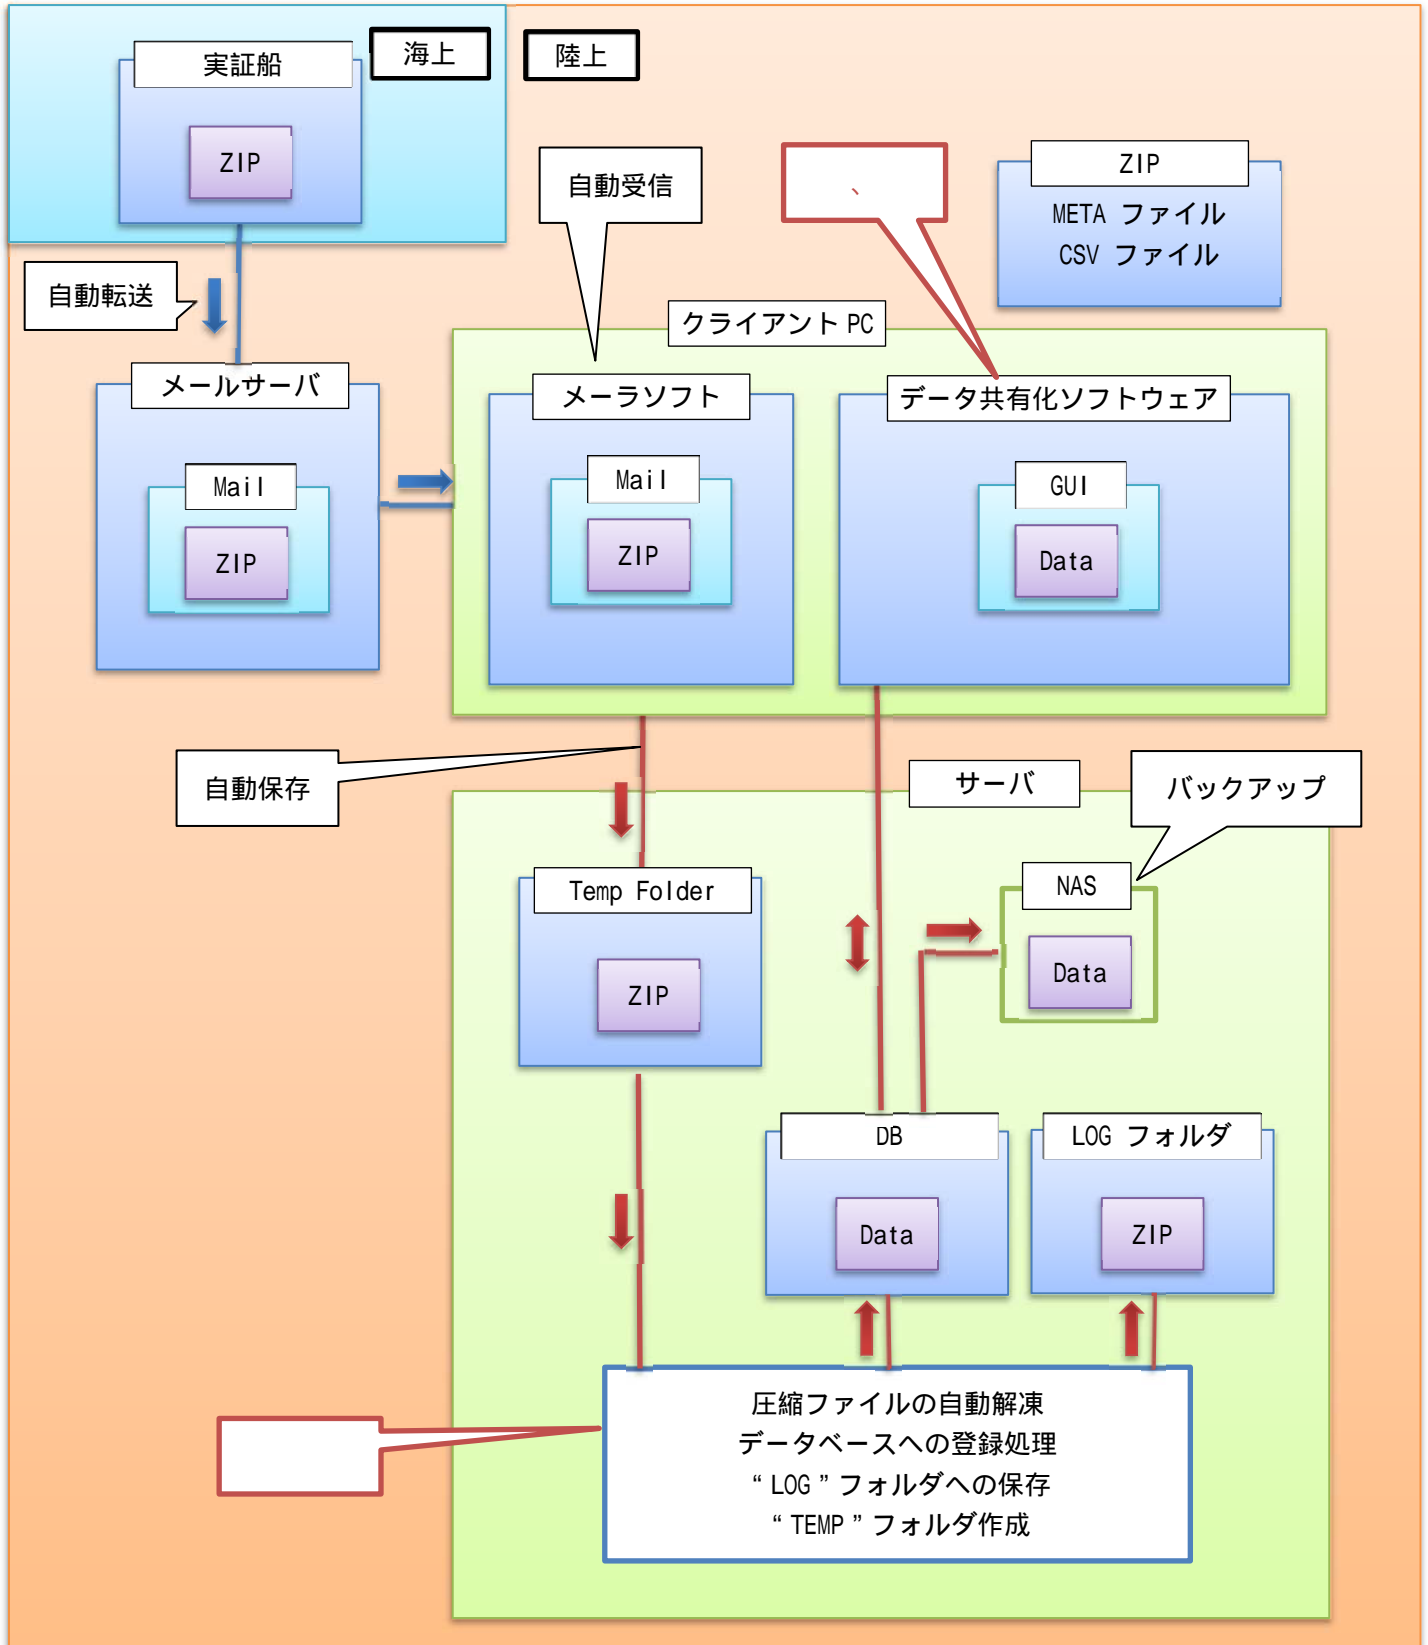 海上
陸上
実証船
ZIP
自動受信
、
ZIP
META ファイル
CSV ファイル
自動転送
クライアント PC
メールサーバ
Mail
ZIP
メーラソフト
Mail
ZIP
データ共有化ソフトウェア
GUI
Data
自動保存
サーバ
バックアップ
Temp Folder
ZIP
NAS
Data
DB
Data
LOG フォルダ
ZIP
圧縮ファイルの自動解凍
データベースへの登録処理
“LOG”フォルダへの保存
“TEMP”フォルダ作成